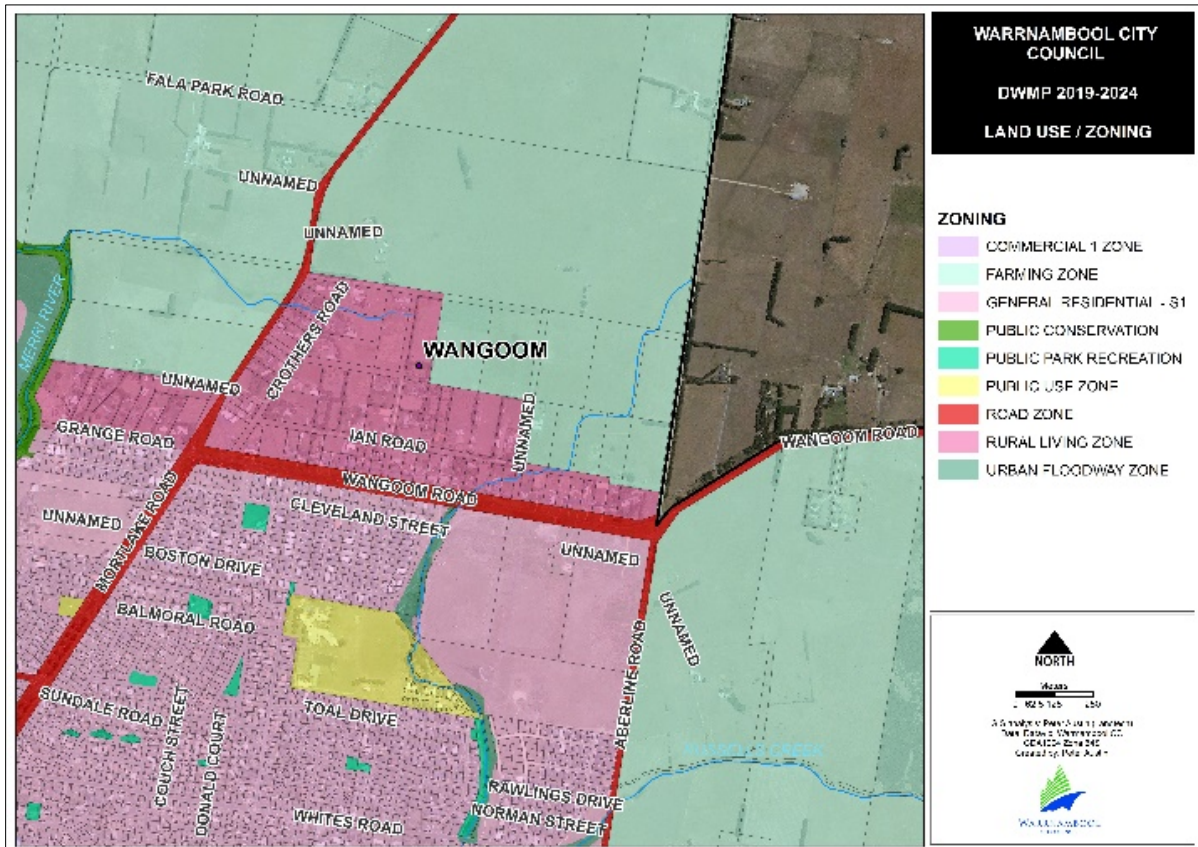 WARRNAMBOOL CITY
COUNCIL
DWMP 2019-2024
LAND USE / ZONING
ZONING
COMMERCIAL 1 ZONE
FARMING ZONE
GENERAL RESIDENTIAL - S1
PUBLIC CONSERVATION
PUBLIC PARK RECREATION
PUBLIC USE ZONE
ROAD ZONE
RURAL LIVING ZONE
URBAN FLOODWAY ZONE
FALA PARK ROAD
UNNAMED
UNNAMED
MERRI RIVER
CROTHERS ROAD
WANGOOM
UNNAMED
UNNAMED
GRANGE ROAD
IAN ROAD
WANGOOM ROAD
WANGOOM ROAD
MORTLAKE ROAD
UNNAMED
CLEVELAND STREET
BOSTON DRIVE
UNNAMED
BALMORAL ROAD
UNNAMED
ABERLINE ROAD
SUNDALE ROAD
COUCH STREET
DONALD COURT
TOAL DRIVE
RAWLINGS DRIVE
NORMAN STREET
WHITES ROAD
NORTH
Meters
WARRNAMBOOL